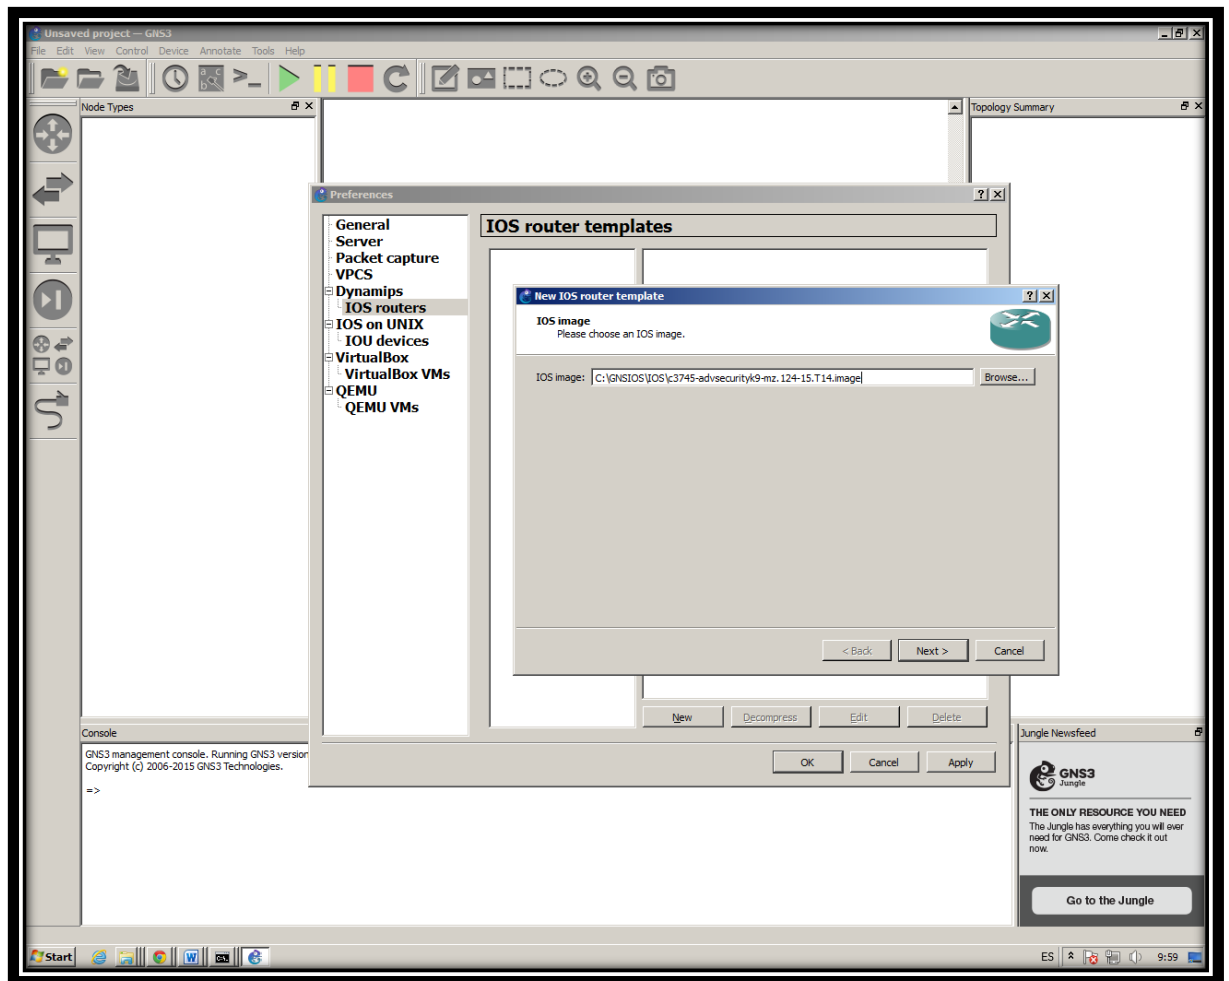 Unsaved project — GNS3
File Edit View Control Device Annotate Tools Help
Node Types
Topology Summary
Preferences
General
Server
Packet capture
VPCS
Dynamips
IOS routers
IOS on UNIX
IOU devices
VirtualBox
VirtualBox VMs
QEMU
QEMU VMs
IOS router templates
New IOS router template
IOS image
Please choose an IOS image.
IOS image: C:\GNSIOS\IOS\c3745-advsecurityk9-mz.124-15.T14.image Browse...
< Back Next > Cancel
New Decompress Edit Delete
OK Cancel Apply
Console
GNS3 management console. Running GNS3 version
Copyright (c) 2006-2015 GNS3 Technologies.
=>
Jungle Newsfeed
GNS3
Jungle
THE ONLY RESOURCE YOU NEED
The Jungle has everything you will ever
need for GNS3. Come check it out
now.
Go to the Jungle
Start
ES 9:59